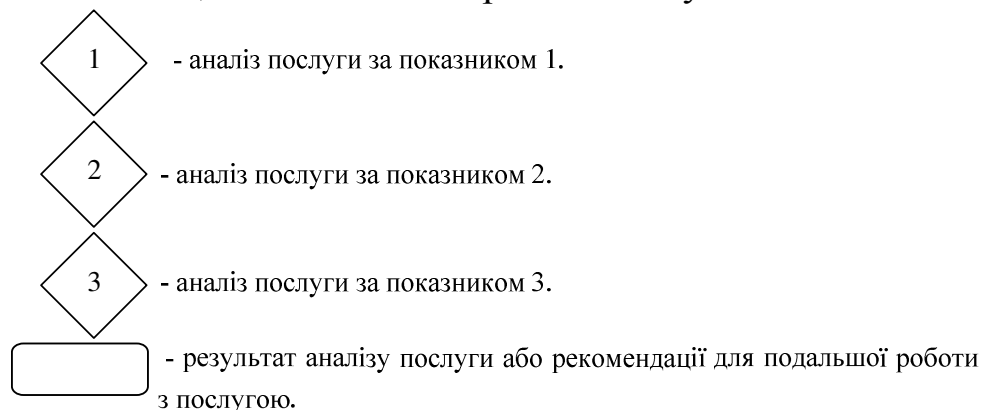 1 - аналіз послуги за показником 1.
2 - аналіз послуги за показником 2.
3 - аналіз послуги за показником 3.
- результат аналізу послуги або рекомендації для подальшої роботи
з послугою.